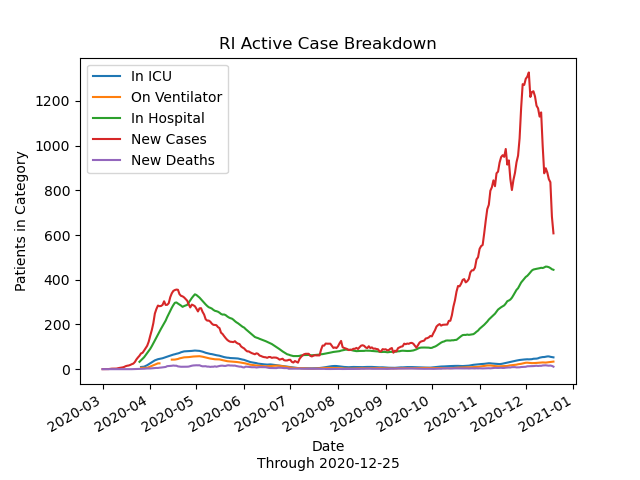 RI Active Case Breakdown
In ICU
On Ventilator
In Hospital
New Cases
New Deaths
Patients in Category
1200
1000
800
600
400
200
0
2020-03
2020-04
2020-05
2020-06
2020-07
2020-08
2020-09
2020-10
2020-11
2020-12
2021-01
Date
Through 2020-12-25